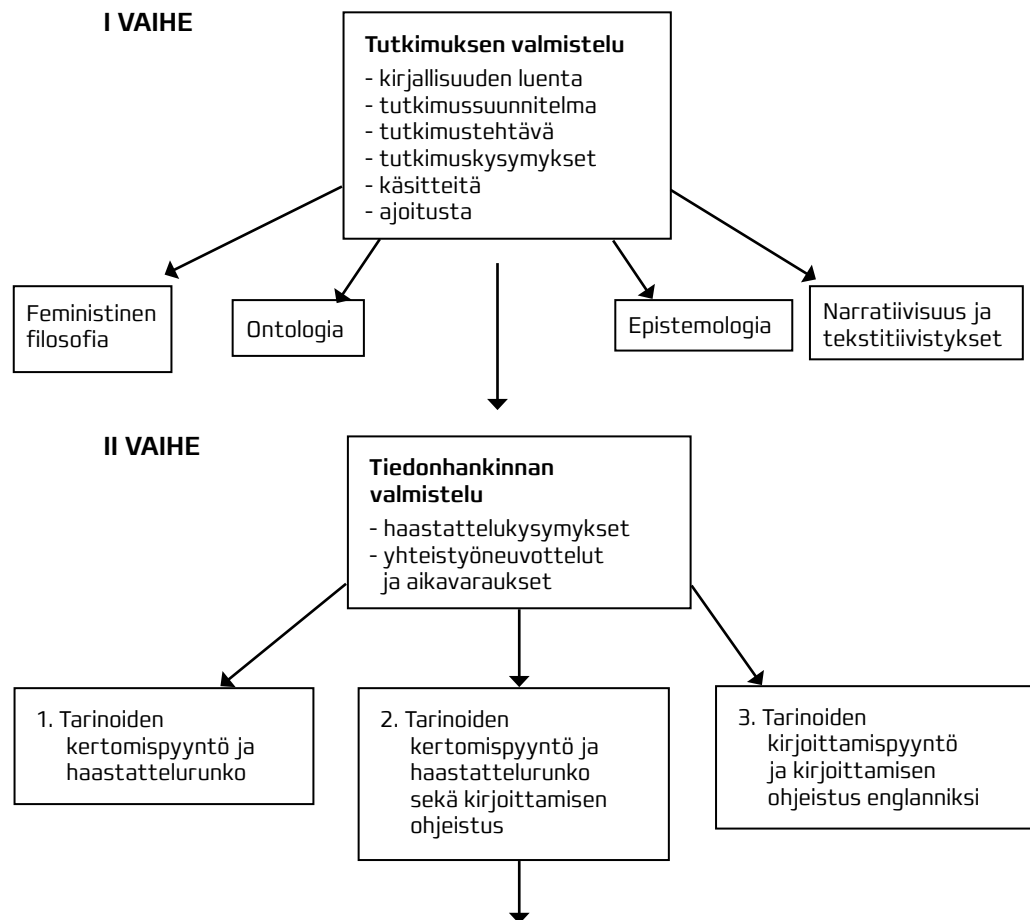 I VAIHE
Tutkimuksen valmistelu
- kirjallisuuden luenta
- tutkimussuunnitelma
- tutkimustehtävä
- tutkimuskysymykset
- käsitteitä
- ajoitusta
Feministinen
filosofia
Ontologia
Epistemologia
Narratiivisuus ja
tekstitiivistykset
II VAIHE
Tiedonhankinnan
valmistelu
- haastattelukysymykset
- yhteistyöneuvottelut
ja aikavaraukset
1. Tarinoiden
kertomispyyntö ja
haastattelurunko
2. Tarinoiden
kertomispyyntö ja
haastattelurunko
sekä kirjoittamisen
ohjeistus
3. Tarinoiden
kirjoittamispyyntö
ja kirjoittamisen
ohjeistus englanniksi